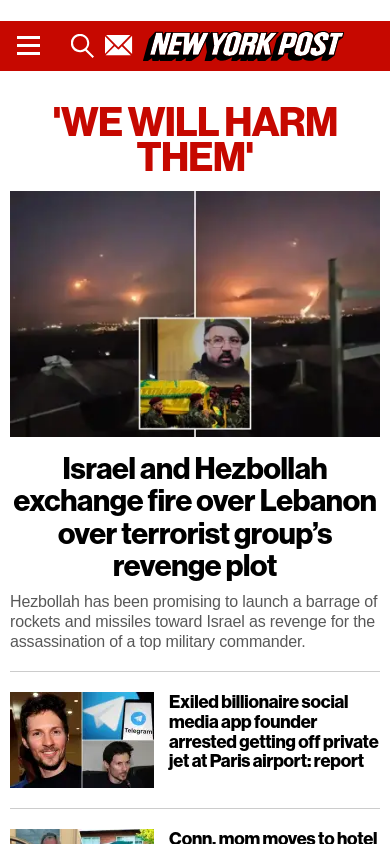 NEW YORK POST
'WE WILL HARM
THEM'
Israel and Hezbollah
exchange fire over Lebanon
over terrorist group’s
revenge plot
Hezbollah has been promising to launch a barrage of
rockets and missiles toward Israel as revenge for the
assassination of a top military commander.
Telegram
Exiled billionaire social
media app founder
arrested getting off private
jet at Paris airport: report
Conn. mom moves to hotel